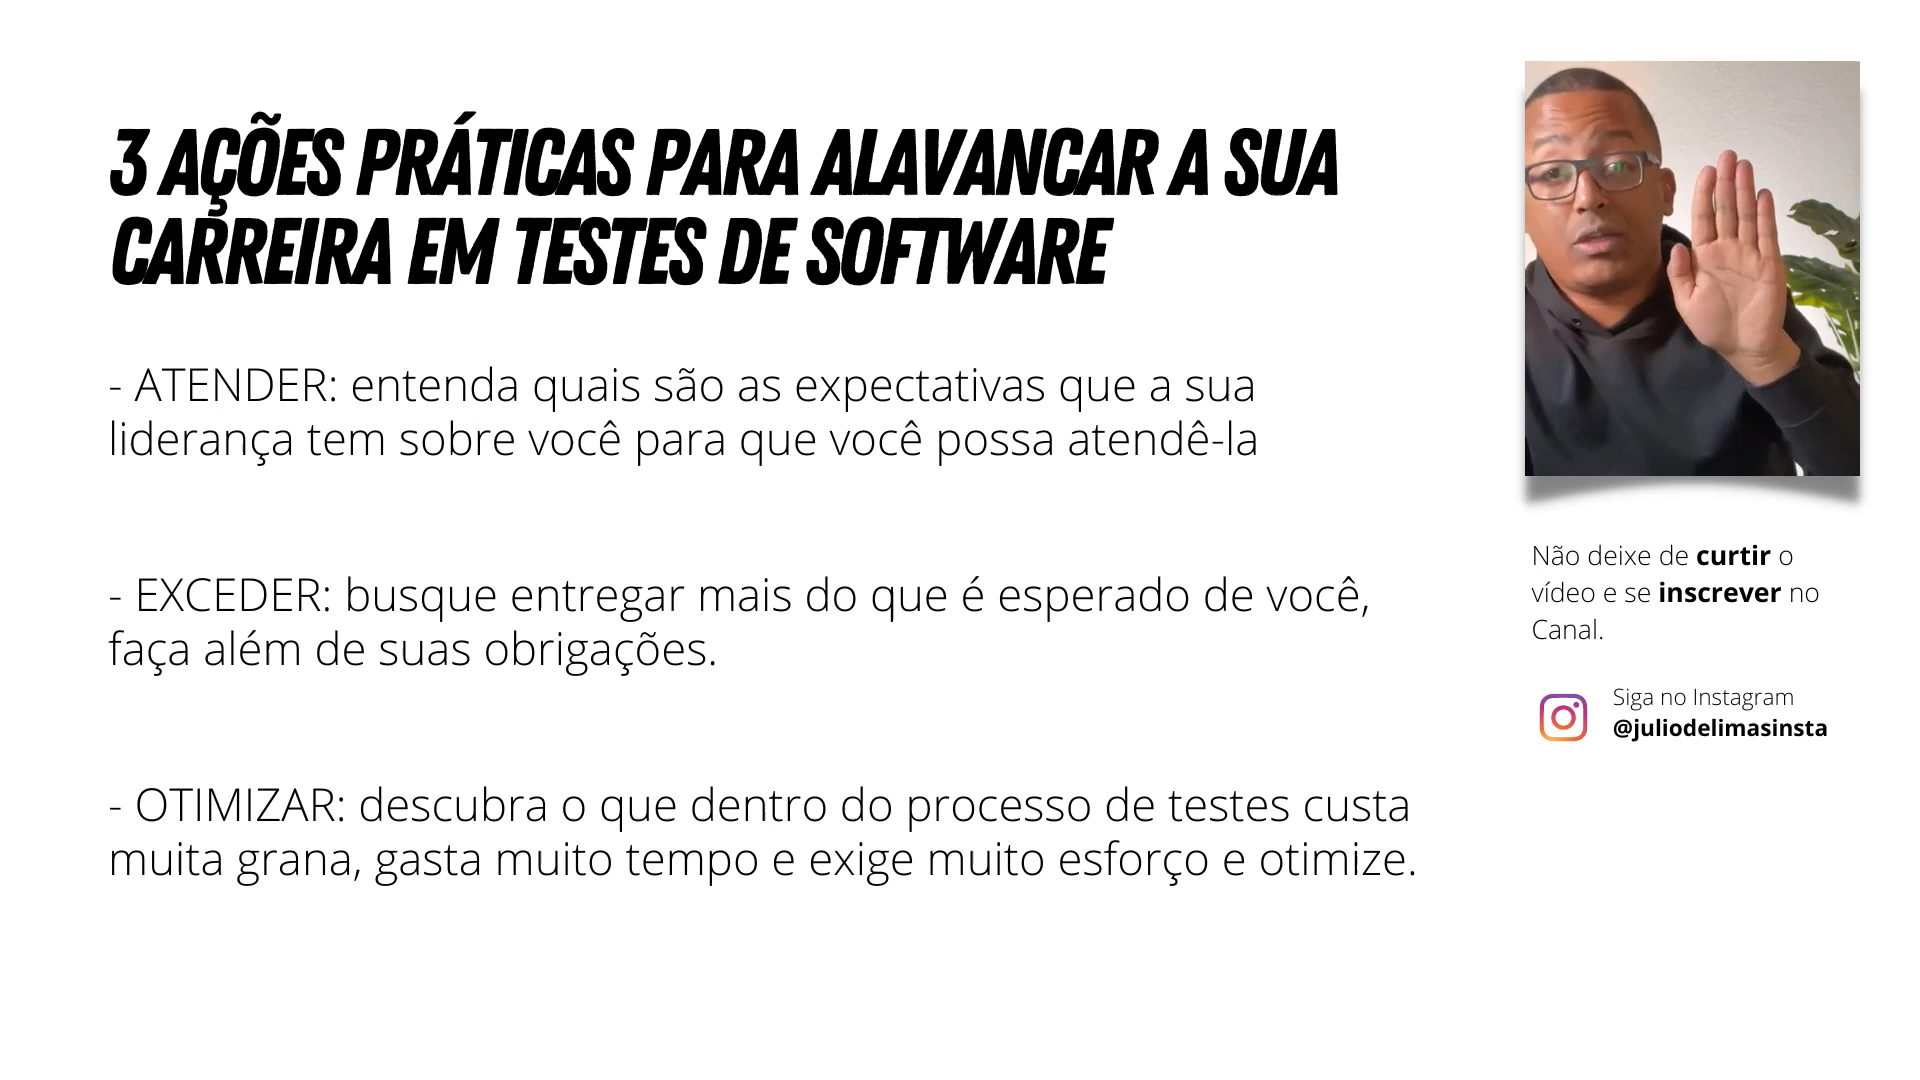 3 AÇÕES PRÁTICAS PARA ALAVANCAR A SUA
CARREIRA EM TESTES DE SOFTWARE
- ATENDER: entenda quais são as expectativas que a sua
liderança tem sobre você para que você possa atendê-la
- EXCEDER: busque entregar mais do que é esperado de você,
faça além de suas obrigações.
- OTIMIZAR: descubra o que dentro do processo de testes custa
muita grana, gasta muito tempo e exige muito esforço e otimize.
Não deixe de curtir o
vídeo e se inscrever no
Canal.
Siga no Instagram
@juliodelimasinsta